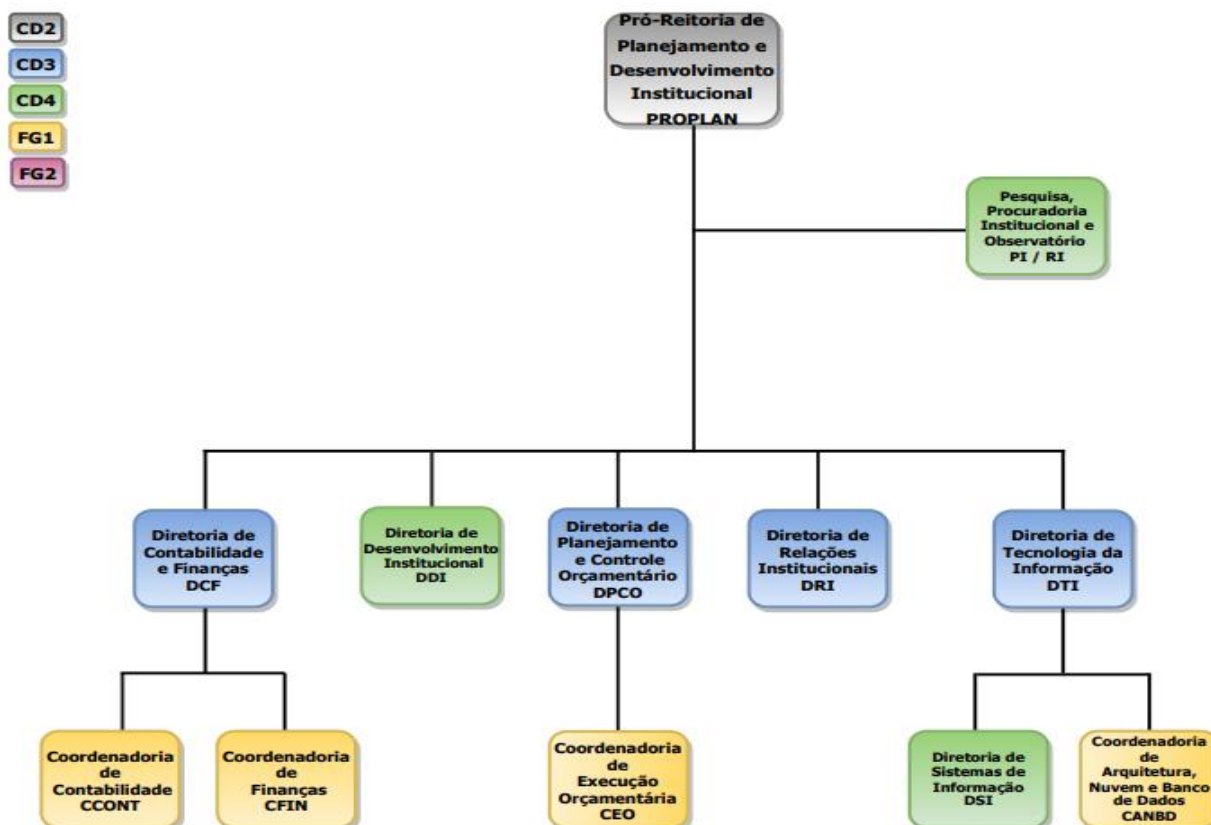 CD2
CD3
CD4
FG1
FG2
Pró-Reitoria de
Planejamento e
Desenvolvimento
Institucional
PROPLAN
Pesquisa,
Procuradoria
Institucional e
Observatório
PI / RI
Diretoria de
Contabilidade
e Finanças
DCF
Diretoria de
Desenvolvimento
Institucional
DDI
Diretoria de
Planejamento
e Controle
Orçamentário
DPCO
Diretoria de
Relações
Institucionais
DRI
Diretoria de
Tecnologia da
Informação
DTI
Coordenadoria
de
Contabilidade
CCONT
Coordenadoria
de
Finanças
CFIN
Coordenadoria
de
Execução
Orçamentária
CEO
Diretoria de
Sistemas de
Informação
DSI
Coordenadoria
de
Arquitetura,
Nuvem e Banco
de Dados
CANBD